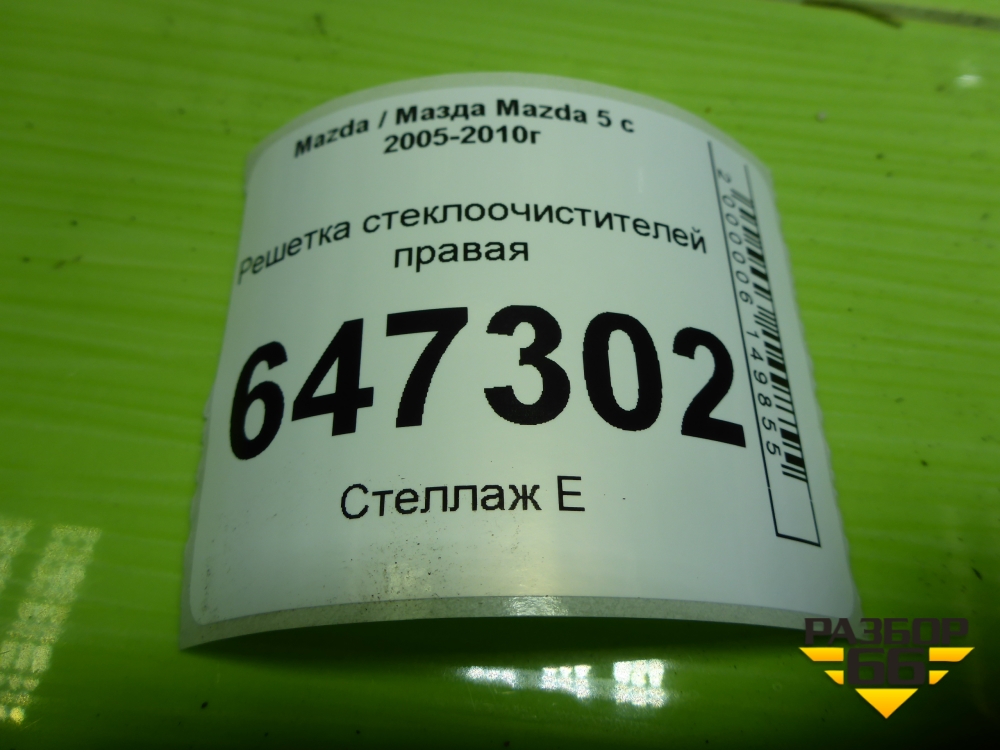 Mazda / Мазда Mazda 5 с
2005-2010г
Решетка стеклоочистителей
правая
647302
Стеллаж Е
2000006149855
РАЗБОР
66